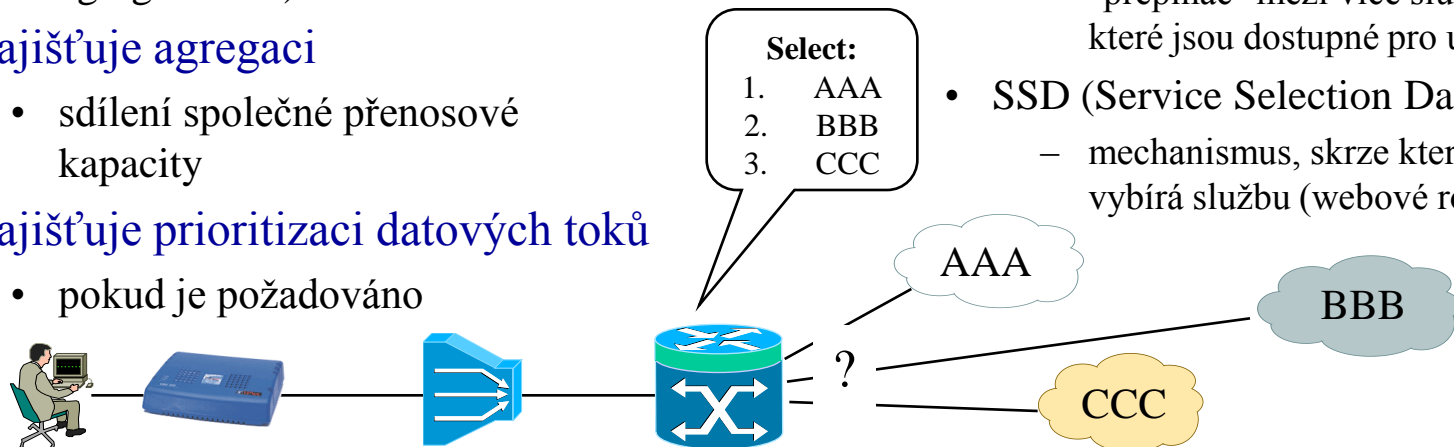 ajišťuje agregaci
• sdílení společné přenosové
kapacity
ajišťuje prioritizaci datových toků
• pokud je požadováno
Select:
1. AAA
2. BBB
3. CCC
které jsou dostupné pro u
• SSD (Service Selection Da
– mechanismus, skrze kter
vybírá službu (webové ro
AAA
BBB
?
CCC